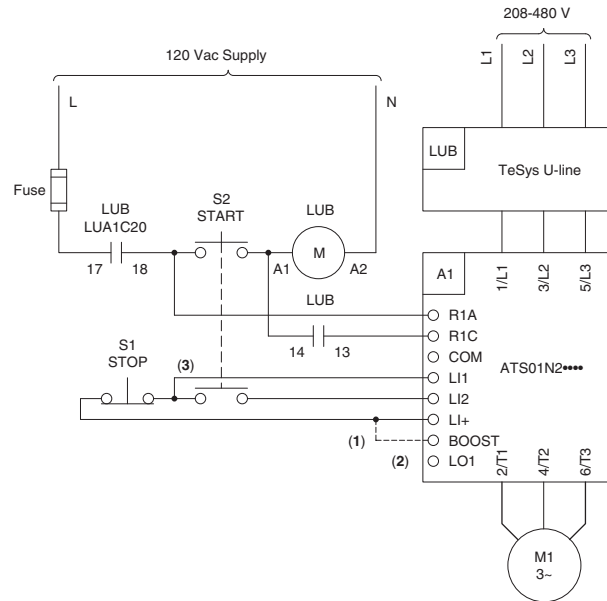 208-480 V
L1
L2
L3
120 Vac Supply
L
N
LUB
TeSys U-line
Fuse
S2
START
LUB
LUA1C20
LUB
M
17
18
A1
A2
A1
1/L1
3/L2
5/L3
LUB
14
13
R1A
R1C
COM
ATS01N2••••
S1
STOP
(3)
LI1
LI2
LI+
(1)
BOOST
(2)
LO1
2/T1
4/T2
6/T3
M1
3~